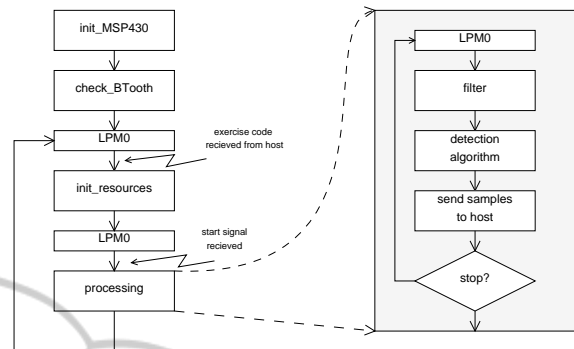 init_MSP430
check_BTooth
LPM0
exercise code
recieved from host
init_resources
LPM0
start signal
recieved
processing
LPM0
filter
detection
algorithm
send samples
to host
stop?